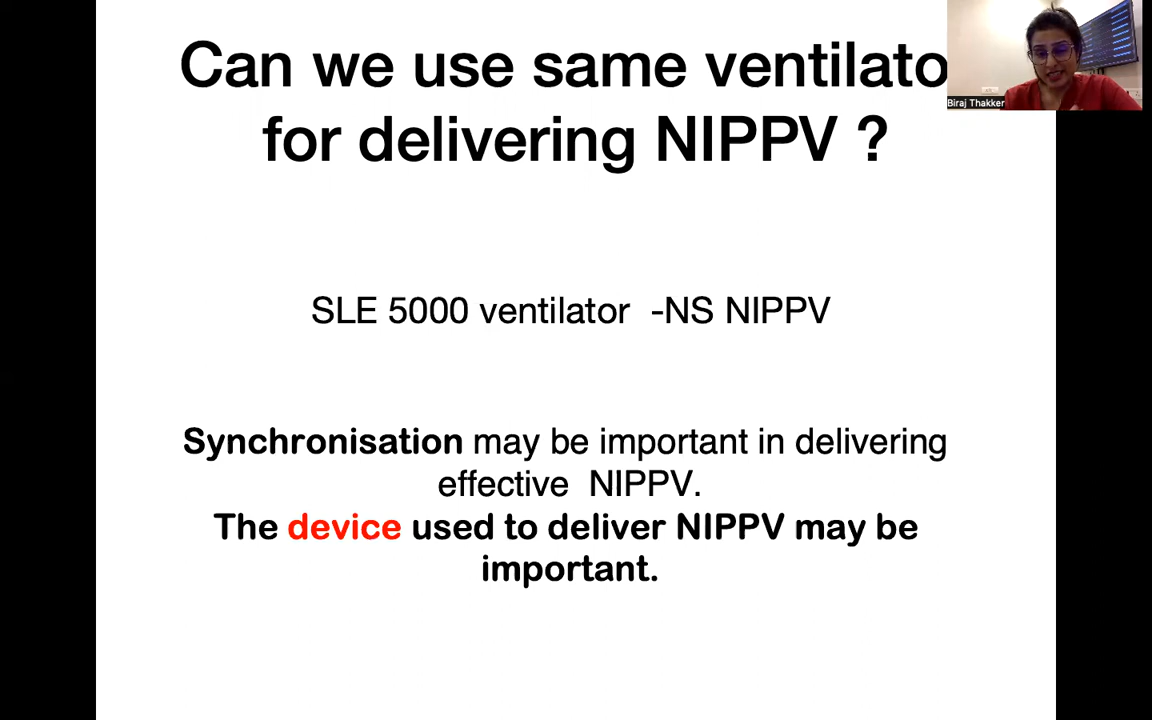 Can we use same ventilato
for delivering NIPPV ?
Biraj Thakker
SLE 5000 ventilator -NS NIPPV
Synchronisation may be important in delivering
effective NIPPV.
The device used to deliver NIPPV may be
important.